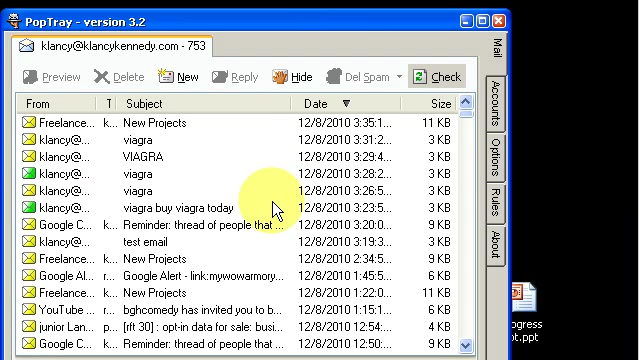 PopTray - version 3.2
klancy@klancykennedy.com - 753
Mail
Preview Delete New Reply Hide Del Spam Check
Accounts
Options
Rules
About
From T Subject Date Size
Freelance... k... New Projects 12/8/2010 3:35:1... 11 KB
klancy@... viagra 12/8/2010 3:31:2... 3 KB
klancy@... VIAGRA 12/8/2010 3:29:4... 3 KB
klancy@... viagra 12/8/2010 3:28:2... 3 KB
klancy@... viagra 12/8/2010 3:26:5... 3 KB
klancy@... viagra buy viagra today 12/8/2010 3:23:5... 3 KB
Google C... k... Reminder: thread of people that ... 12/8/2010 3:20:0... 9 KB
klancy@... test email 12/8/2010 3:19:3... 3 KB
Freelance... k... New Projects 12/8/2010 2:34:5... 9 KB
Google Al... k... Google Alert - link:mywowarmory... 12/8/2010 1:45:5... 6 KB
Freelance... k... New Projects 12/8/2010 1:22:0... 11 KB
YouTube ... k... bghcomedy has invited you to b... 12/8/2010 1:15:1... 6 KB
junior Lan... p... [rft 30] : opt-in data for sale: busi... 12/8/2010 12:54:... 4 KB
Google C... k... Reminder: thread of people that ... 12/8/2010 12:50:... 9 KB